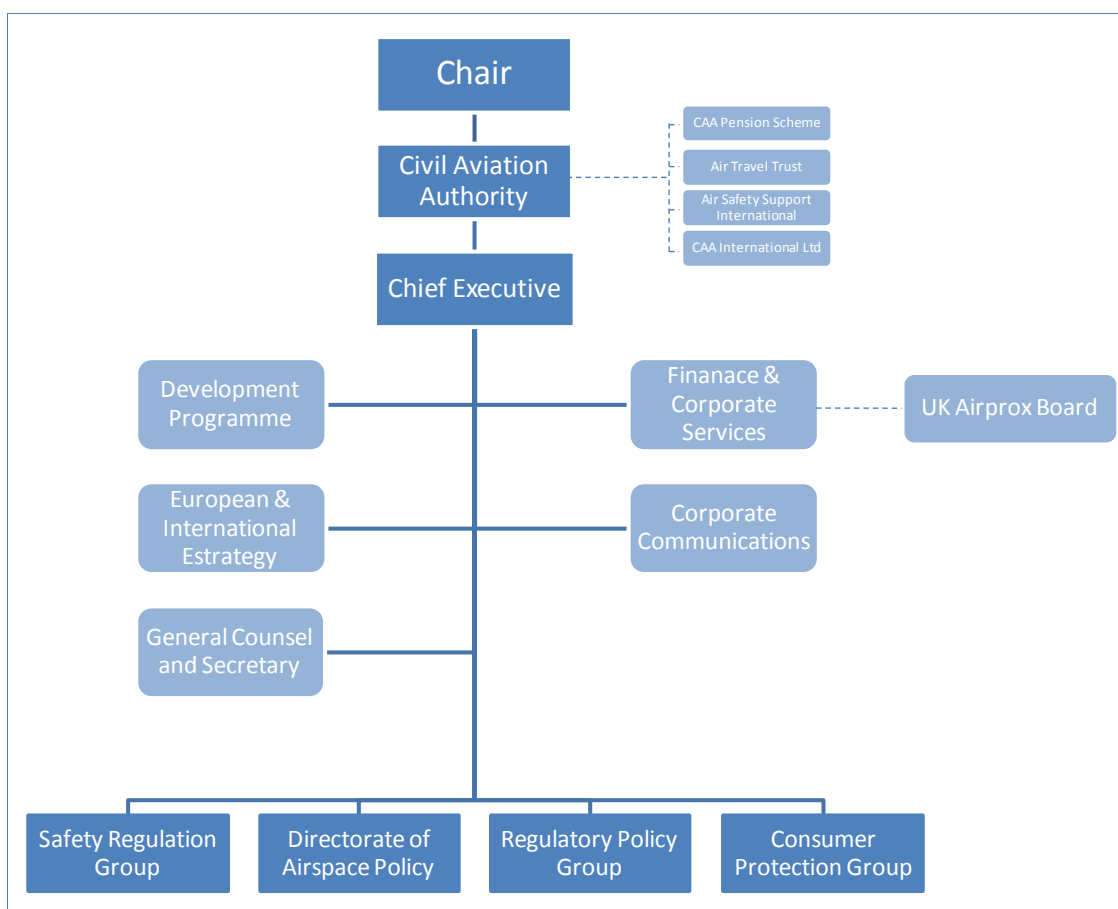 Chair
Civil Aviation
Authority
CAA Pension Scheme
Air Travel Trust
Air Safety Support
International
CAA International Ltd
Chief Executive
Development
Programme
Finanace &
Corporate
Services
UK Airprox Board
European &
International
Estrategy
Corporate
Communications
General Counsel
and Secretary
Safety Regulation
Group
Directorate of
Airspace Policy
Regulatory Policy
Group
Consumer
Protection Group